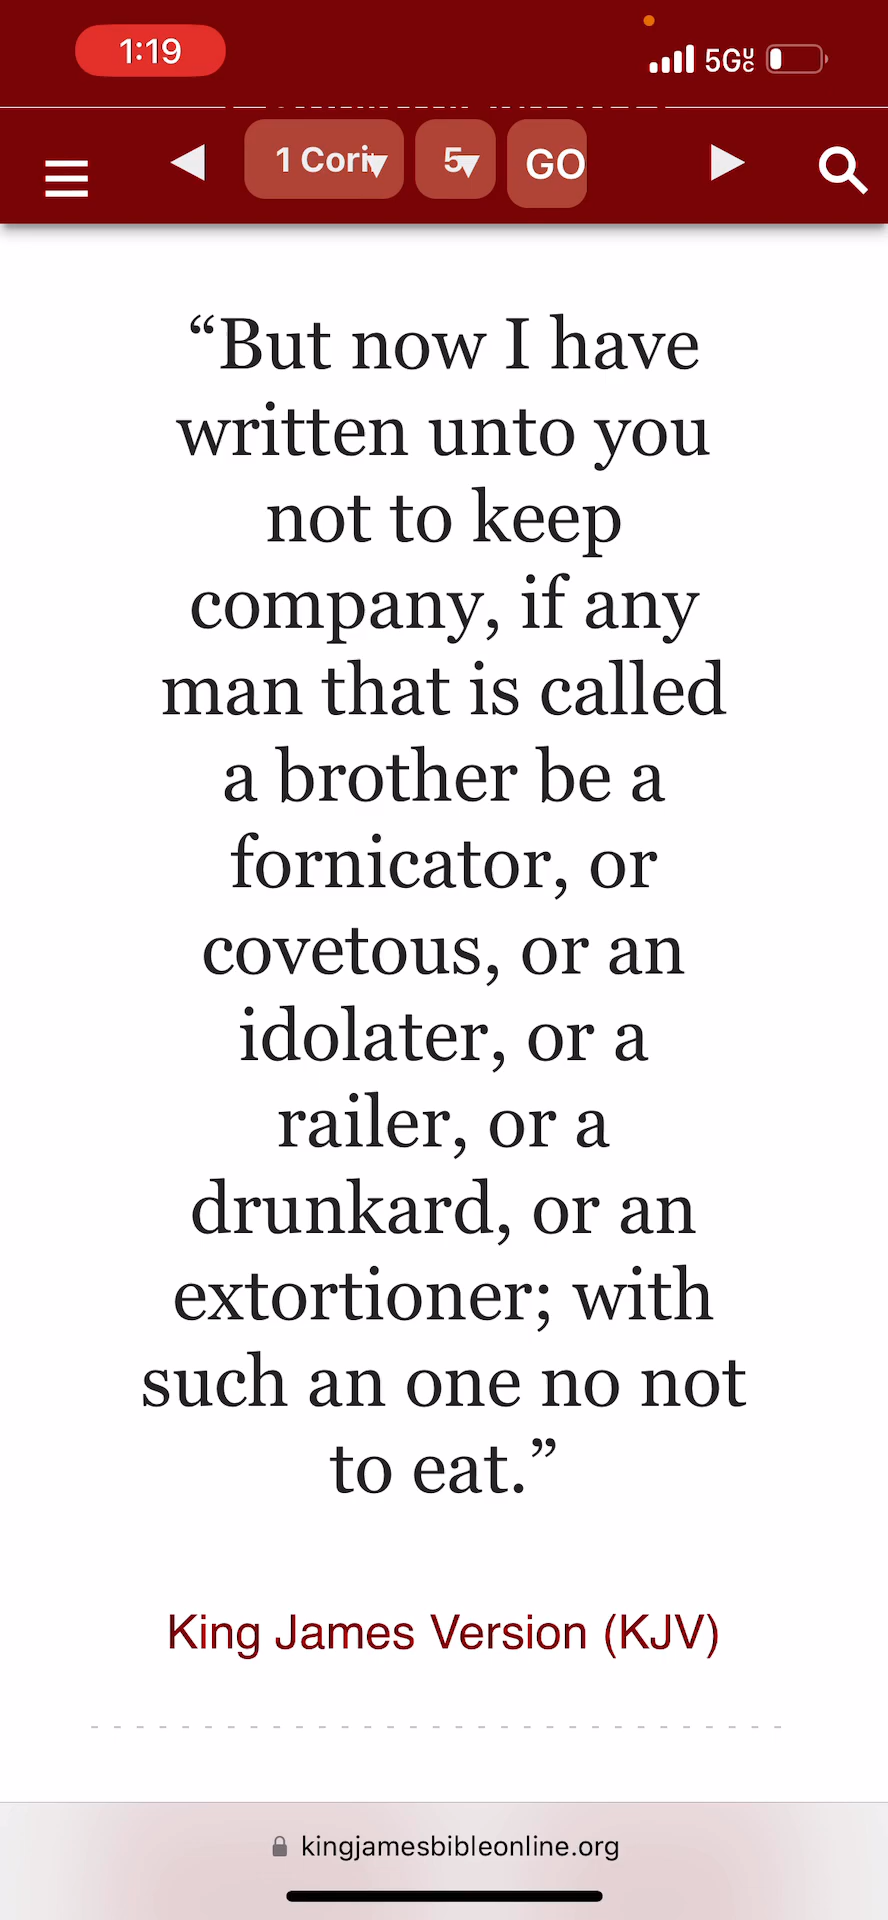 1:19
5G
1 Cori
5
GO
“But now I have
written unto you
not to keep
company, if any
man that is called
a brother be a
fornicator, or
covetous, or an
idolater, or a
railer, or a
drunkard, or an
extortioner; with
such an one no not
to eat.”
King James Version (KJV)
kingjamesbibleonline.org